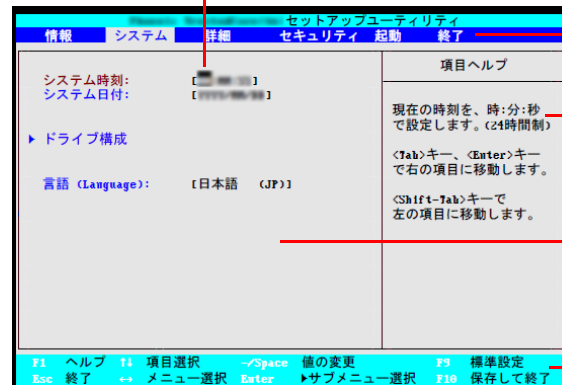 セットアップユーティリティ
情報 システム 詳細 セキュリティ 起動 終了
システム時刻:
システム日付:
▶ ドライブ構成
言語 (Language): [日本語 (JP)]
項目ヘルプ
現在の時刻を、時:分:秒
で設定します。(24時間制)
<Tab>キー、<Enter>キー
で右の項目に移動します。
<Shift-Tab>キーで
左の項目に移動します。
F1 ヘルプ ↑↓ 項目選択 -/Space 値の変更 F9 標準設定
Esc 終了 ↔ メニュー選択 Enter ▶サブメニュー選択 F10 保存して終了